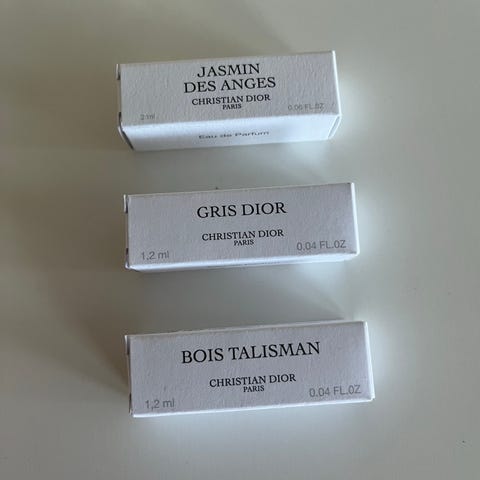 JASMIN
DES ANGES
CHRISTIAN DIOR
PARIS
2 ml 0.06 FL.OZ
Eau de Parfum
GRIS DIOR
CHRISTIAN DIOR
PARIS
1,2 ml 0.04 FL.OZ
BOIS TALISMAN
CHRISTIAN DIOR
PARIS
1,2 ml 0.04 FL.OZ